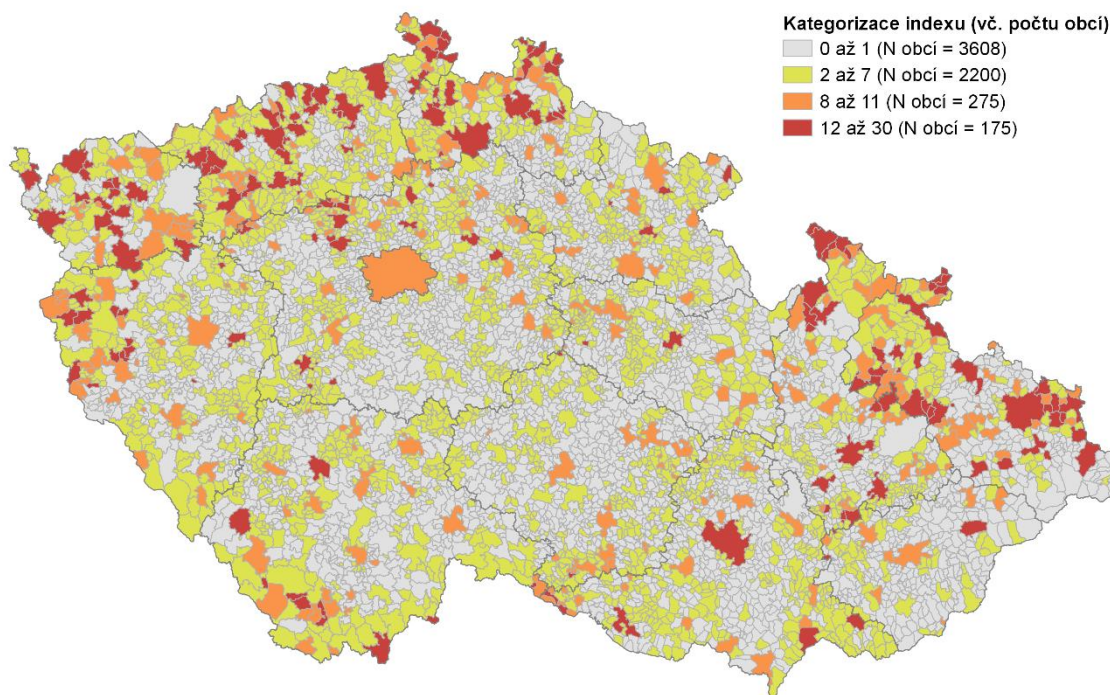 Kategorizace indexu (vč. počtu obcí)
0 až 1 (N obcí = 3608)
2 až 7 (N obcí = 2200)
8 až 11 (N obcí = 275)
12 až 30 (N obcí = 175)